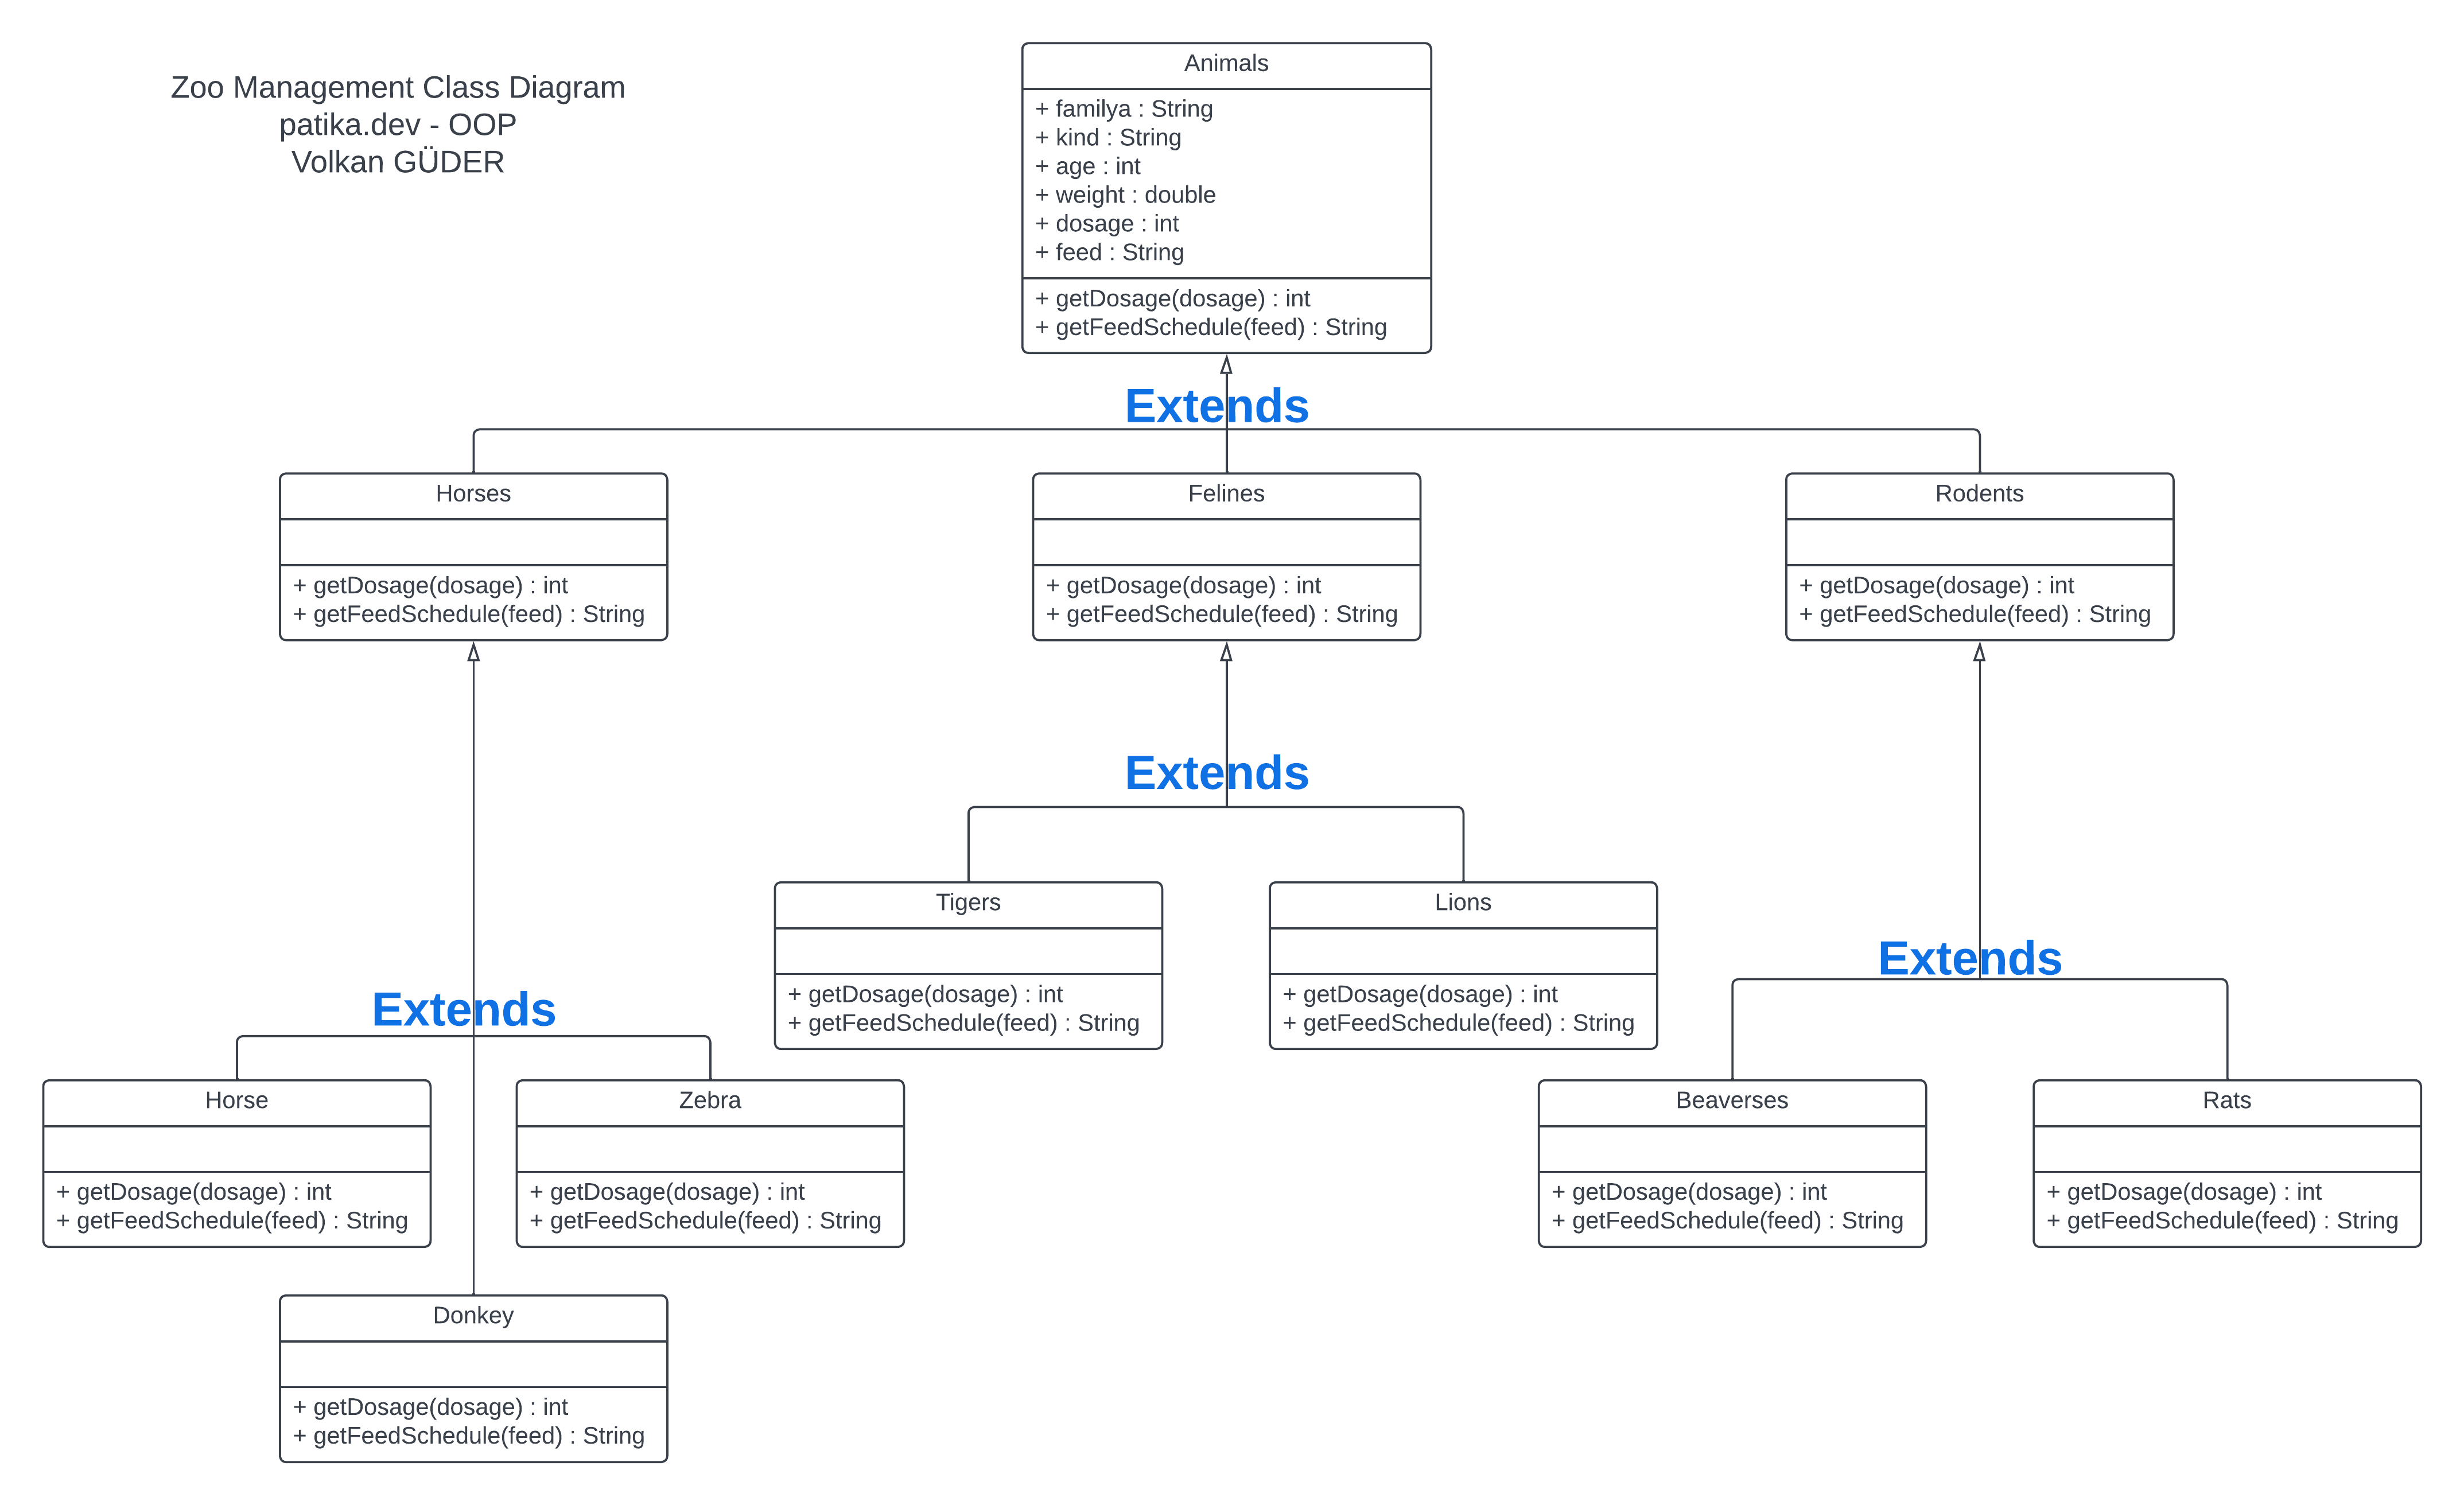 Zoo Management Class Diagram
patika.dev - OOP
Volkan GÜDER
Animals
+ familya : String
+ kind : String
+ age : int
+ weight : double
+ dosage : int
+ feed : String
+ getDosage(dosage) : int
+ getFeedSchedule(feed) : String
Extends
Horses
+ getDosage(dosage) : int
+ getFeedSchedule(feed) : String
Felines
+ getDosage(dosage) : int
+ getFeedSchedule(feed) : String
Rodents
+ getDosage(dosage) : int
+ getFeedSchedule(feed) : String
Extends
Tigers
+ getDosage(dosage) : int
+ getFeedSchedule(feed) : String
Lions
+ getDosage(dosage) : int
+ getFeedSchedule(feed) : String
Extends
Extends
Horse
+ getDosage(dosage) : int
+ getFeedSchedule(feed) : String
Zebra
+ getDosage(dosage) : int
+ getFeedSchedule(feed) : String
Beaverses
+ getDosage(dosage) : int
+ getFeedSchedule(feed) : String
Rats
+ getDosage(dosage) : int
+ getFeedSchedule(feed) : String
Donkey
+ getDosage(dosage) : int
+ getFeedSchedule(feed) : String